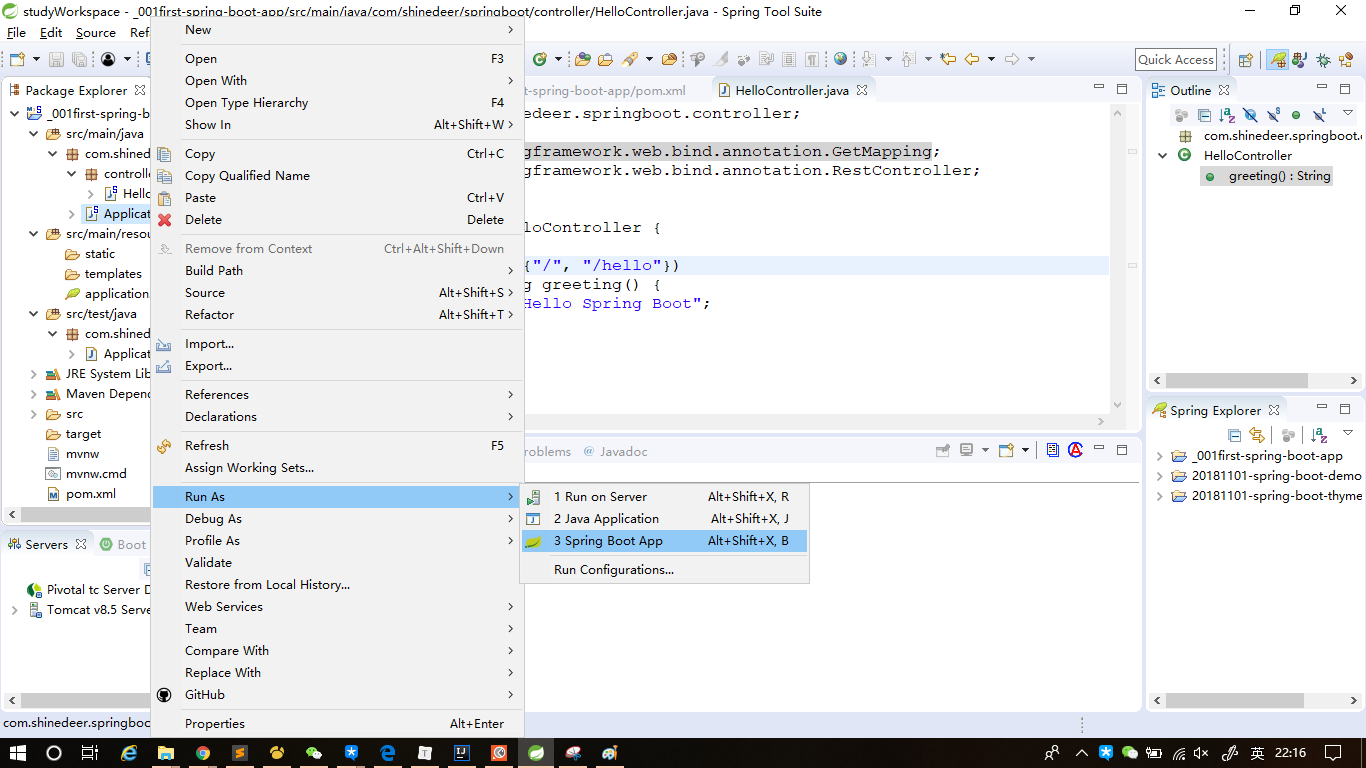 studyWorkspace - _001first-spring-boot-app/src/main/java/com/shinedeer/springboot/controller/HelloController.java - Spring Tool Suite
File Edit Source Ref
Quick Access
New
Open F3
Open With
Open Type Hierarchy F4
Show In Alt+Shift+W
Copy Ctrl+C
Copy Qualified Name
Paste Ctrl+V
Delete Delete
Remove from Context Ctrl+Alt+Shift+Down
Build Path
Source Alt+Shift+S
Refactor Alt+Shift+T
Import...
Export...
References
Declarations
Refresh F5
Assign Working Sets...
Run As
Debug As
Profile As
Validate
Restore from Local History...
Web Services
Team
Compare With
Replace With
GitHub
Properties Alt+Enter
1 Run on Server Alt+Shift+X, R
2 Java Application Alt+Shift+X, J
3 Spring Boot App Alt+Shift+X, B
Run Configurations...
Package Explorer
_001first-spring-b
src/main/java
com.shined
controlle
Hello
Applicat
src/main/resou
static
templates
application
src/test/java
com.shined
Applicat
JRE System Lib
Maven Depend
src
target
mvnw
mvnw.cmd
pom.xml
Servers Boot
Pivotal tc Server D
Tomcat v8.5 Serve
com.shinedeer.springboo
t-spring-boot-app/pom.xml HelloController.java
edeer.springboot.controller;
gframework.web.bind.annotation.GetMapping;
gframework.web.bind.annotation.RestController;
loController {
{"/", "/hello"})
g greeting() {
Hello Spring Boot";
roblems @ Javadoc
Outline
com.shinedeer.springboot.
HelloController
greeting() : String
Spring Explorer
_001first-spring-boot-app
20181101-spring-boot-demo
20181101-spring-boot-thyme
英 22:16